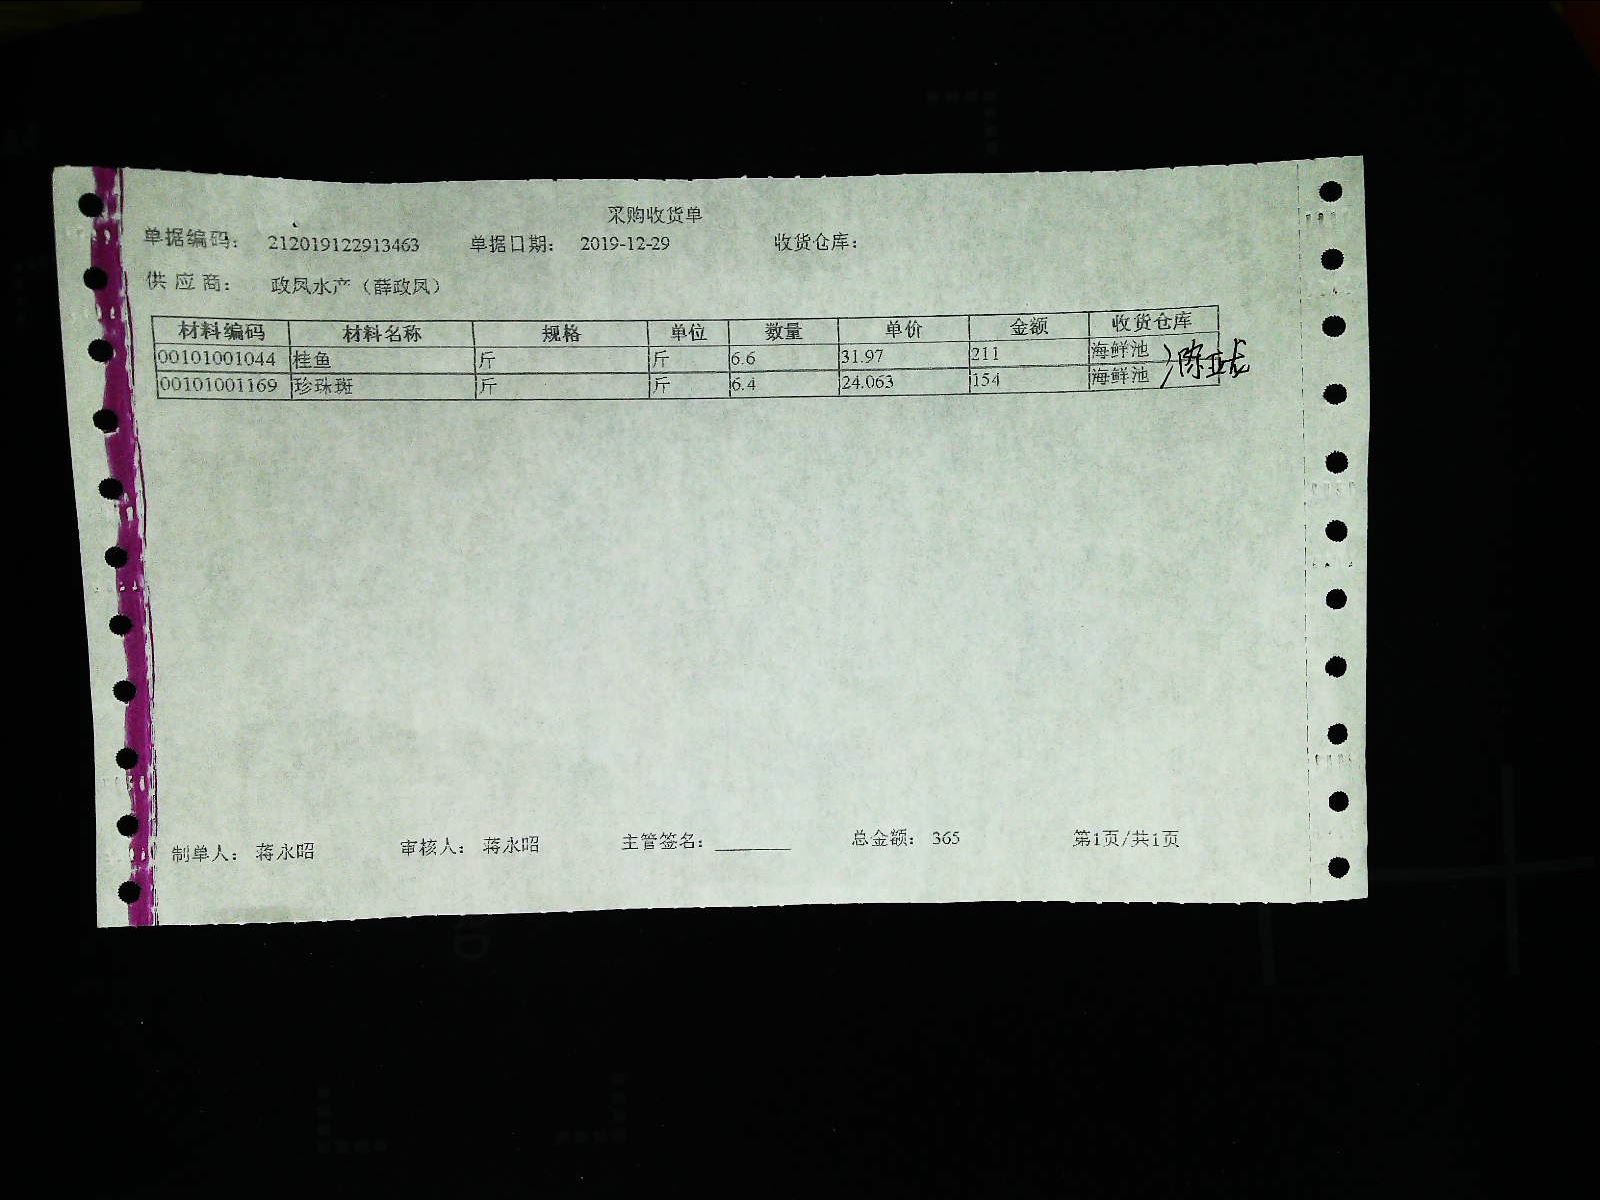 采购收货单
单据编码： 212019122913463 单据日期： 2019-12-29 收货仓库：
供应商： 政凤水产（薛政凤）
材料编码 材料名称 规格 单位 数量 单价 金额 收货仓库
00101001044 桂鱼 斤 斤 6.6 31.97 211 海鲜池
00101001169 珍珠斑 斤 斤 6.4 24.063 154 海鲜池
制单人： 蒋永昭 审核人： 蒋永昭 主管签名：________ 总金额： 365 第1页/共1页